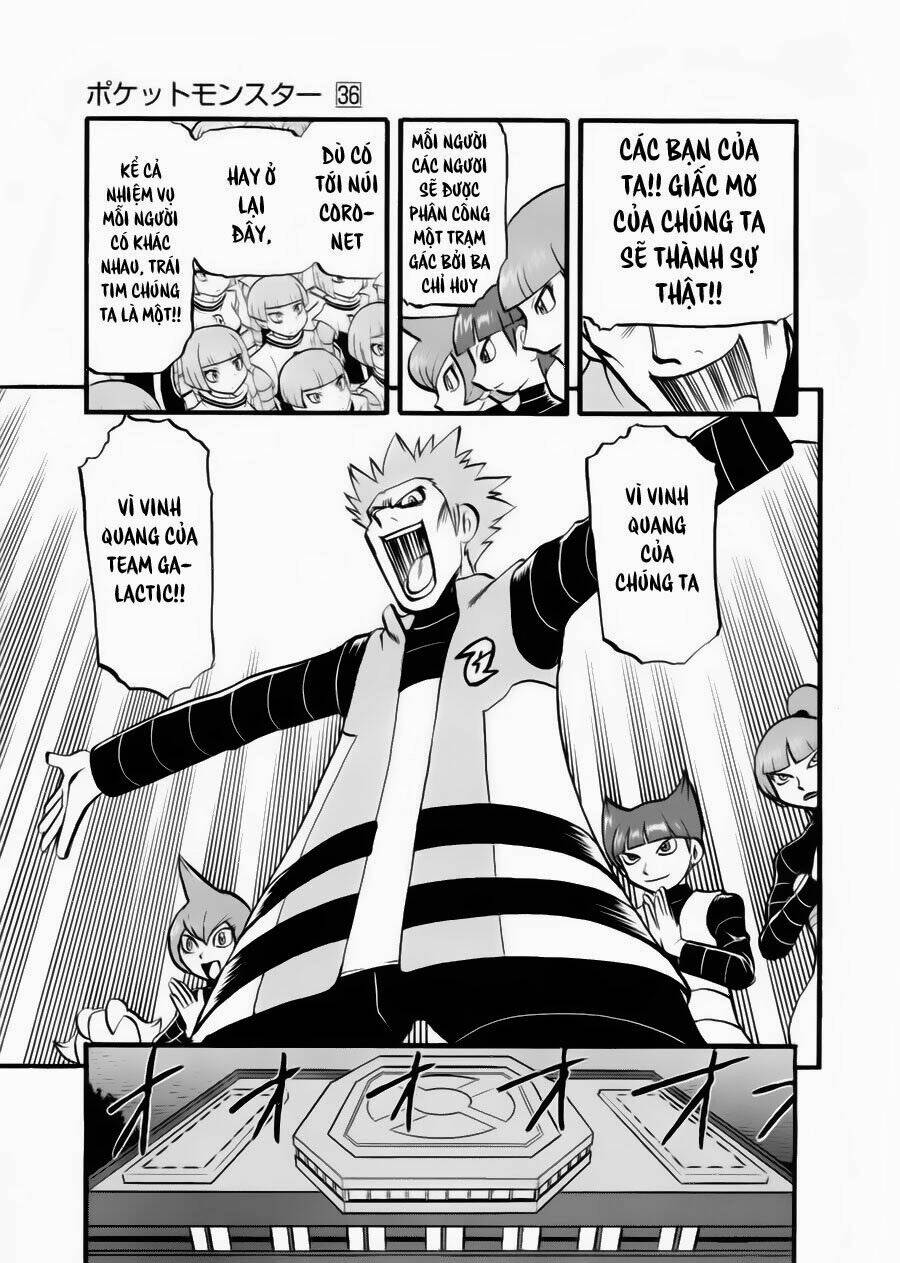 ポケットモンスター 36
CÁC BẠN CỦA
TA!! GIẤC MƠ
CỦA CHÚNG TA
SẼ THÀNH SỰ
THẬT!!
MỖI NGƯỜI
CÁC NGƯƠI
SẼ ĐƯỢC
PHÂN CÔNG
MỘT TRẠM
GÁC BỞI BA
CHỈ HUY
DÙ CÓ
TỚI NÚI
CORO-
NET
HAY Ở
LẠI
ĐÂY,
KỂ CẢ
NHIỆM VỤ
MỖI NGƯỜI
CÓ KHÁC
NHAU, TRÁI
TIM CHÚNG
TA LÀ MỘT!!
VÌ VINH
QUANG
CỦA
CHÚNG TA
VÌ VINH
QUANG CỦA
TEAM GA-
LACTIC!!
オオオオオオ